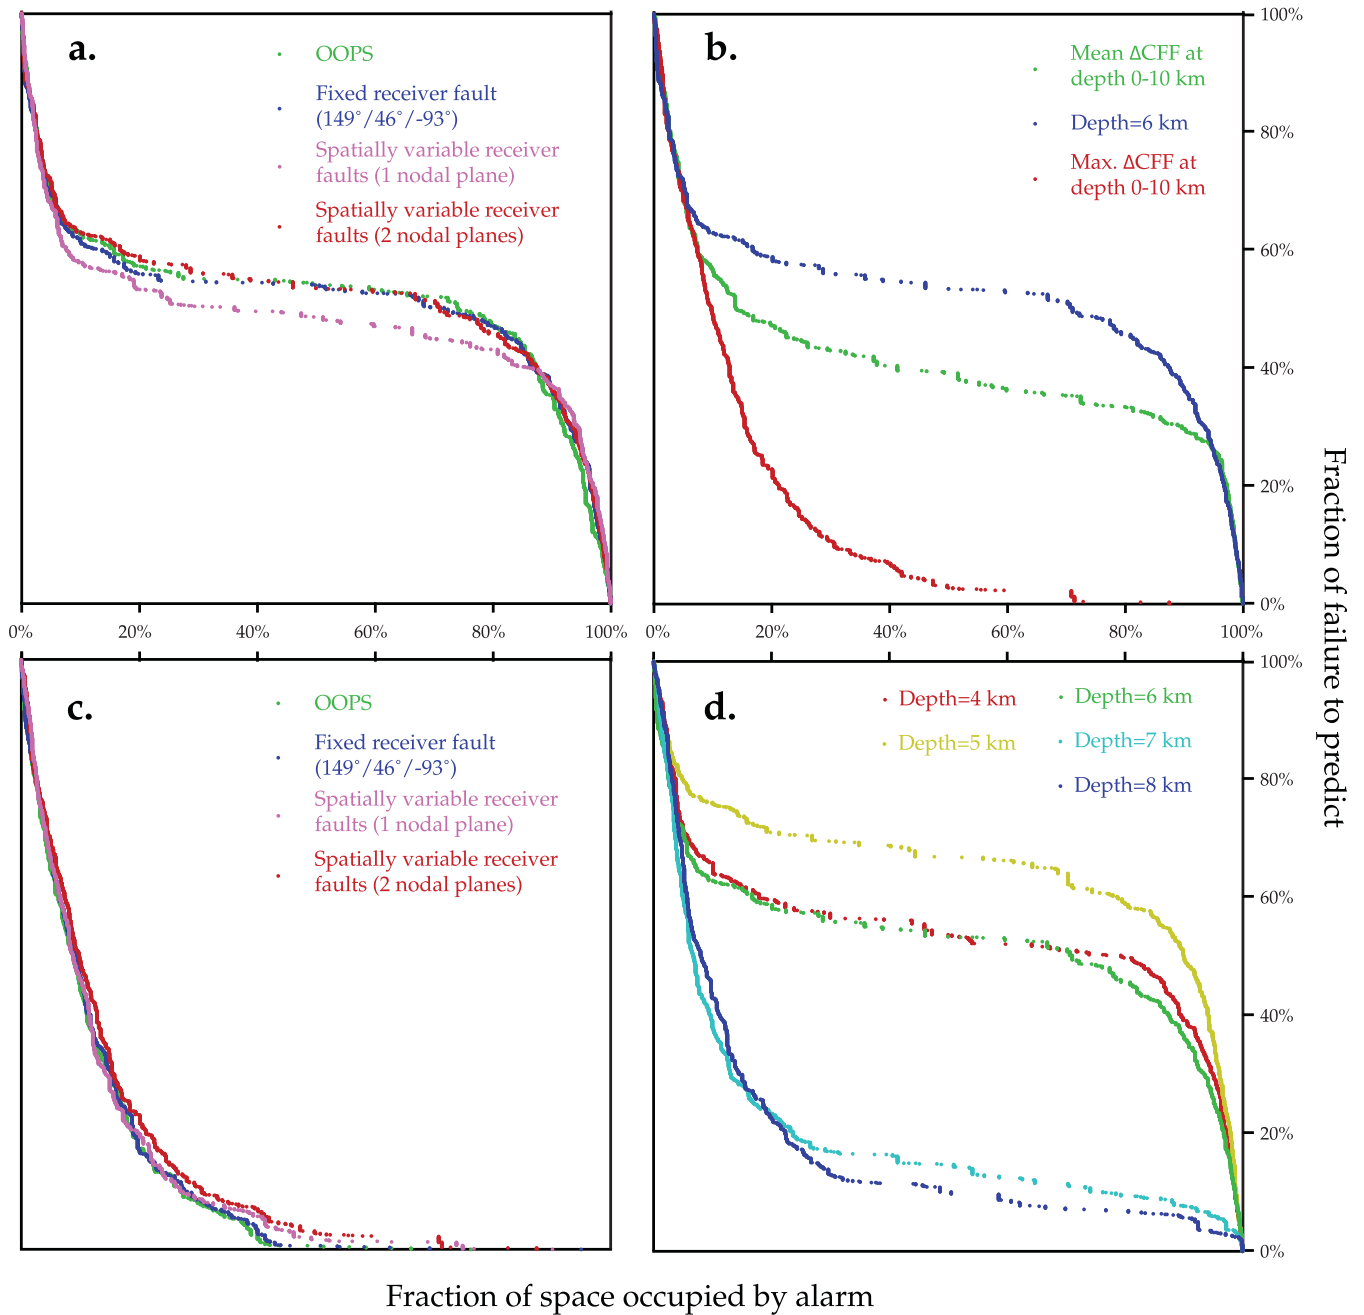 a.
OOPS
Fixed receiver fault
(149°/46°/-93°)
Spatially variable receiver
faults (1 nodal plane)
Spatially variable receiver
faults (2 nodal planes)
b.
Mean ΔCFF at
depth 0-10 km
Depth=6 km
Max. ΔCFF at
depth 0-10 km
100%
80%
60%
40%
20%
0%
0% 20% 40% 60% 80% 100%
0% 20% 40% 60% 80% 100%
c.
OOPS
Fixed receiver fault
(149°/46°/-93°)
Spatially variable receiver
faults (1 nodal plane)
Spatially variable receiver
faults (2 nodal planes)
d.
Depth=4 km
Depth=5 km
Depth=6 km
Depth=7 km
Depth=8 km
100%
80%
60%
40%
20%
0%
Fraction of failure to predict
Fraction of space occupied by alarm